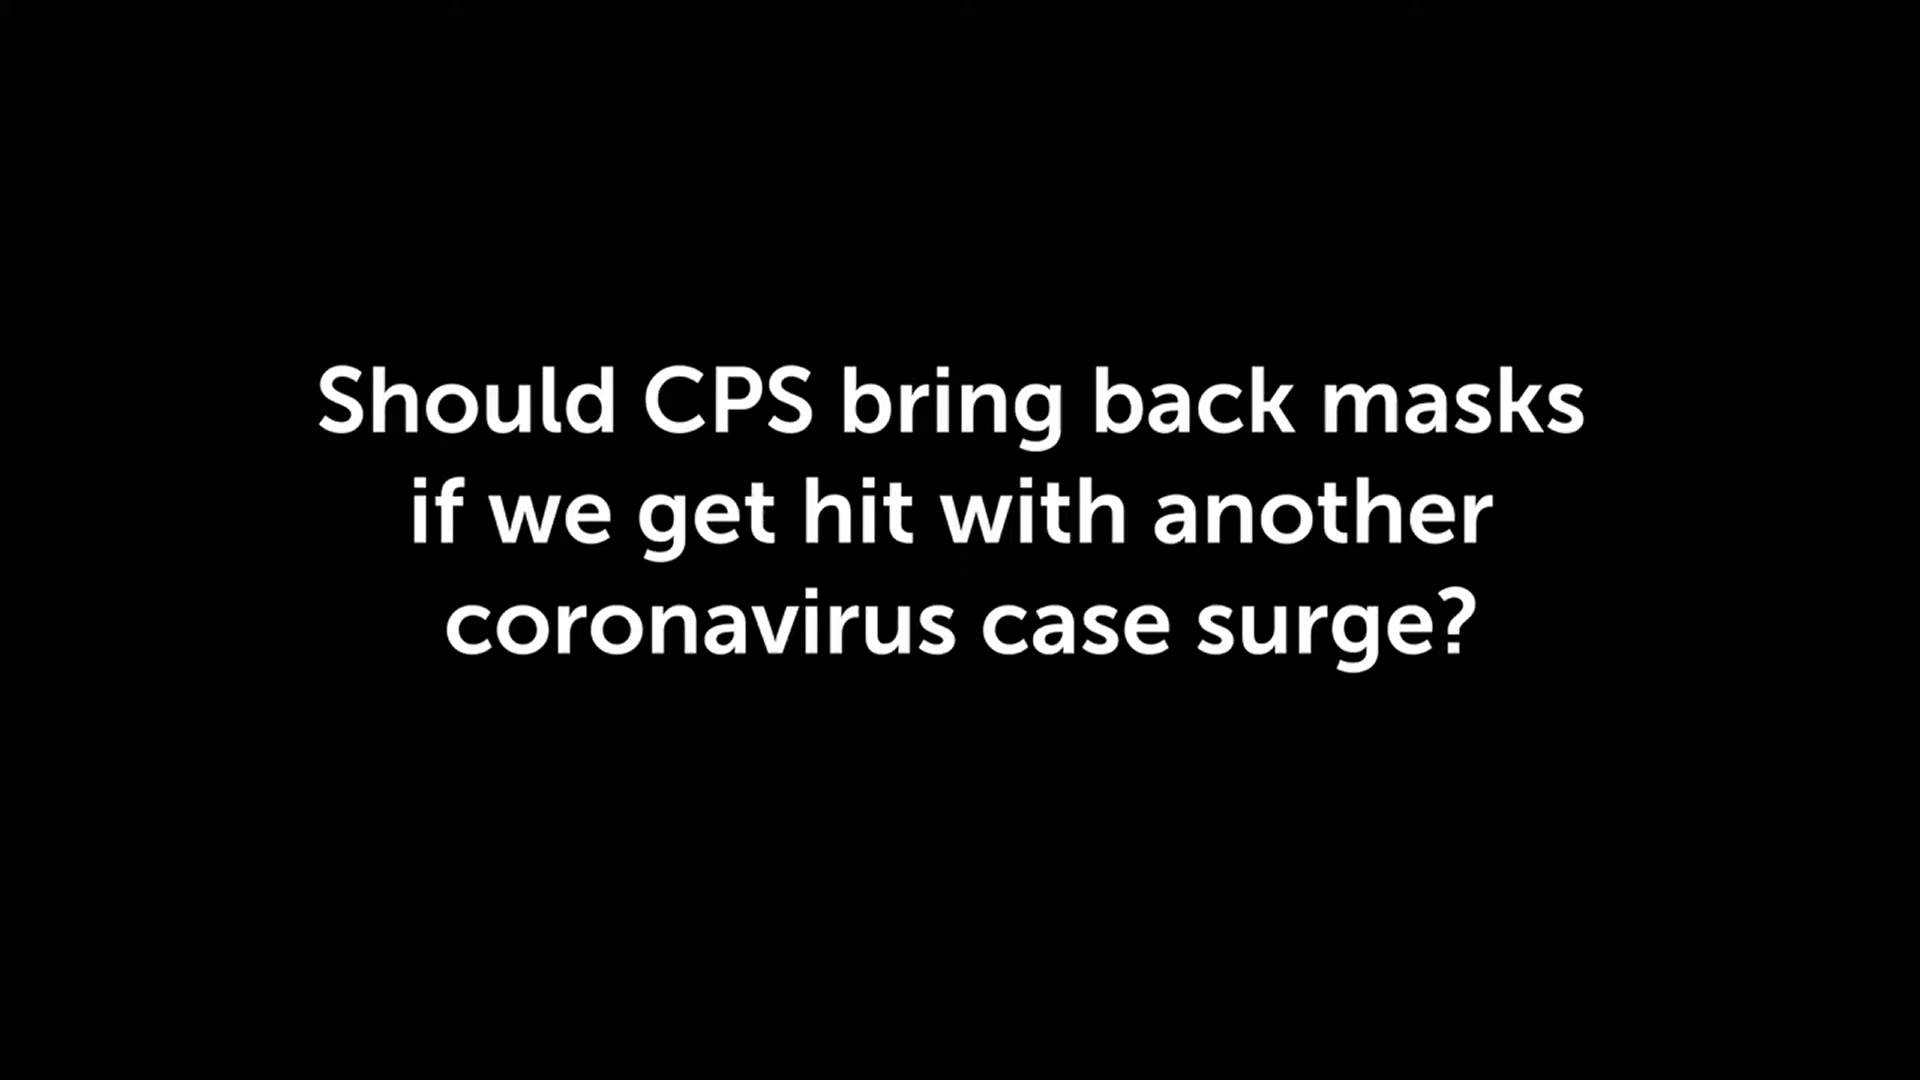 Should CPS bring back masks
if we get hit with another
coronavirus case surge?